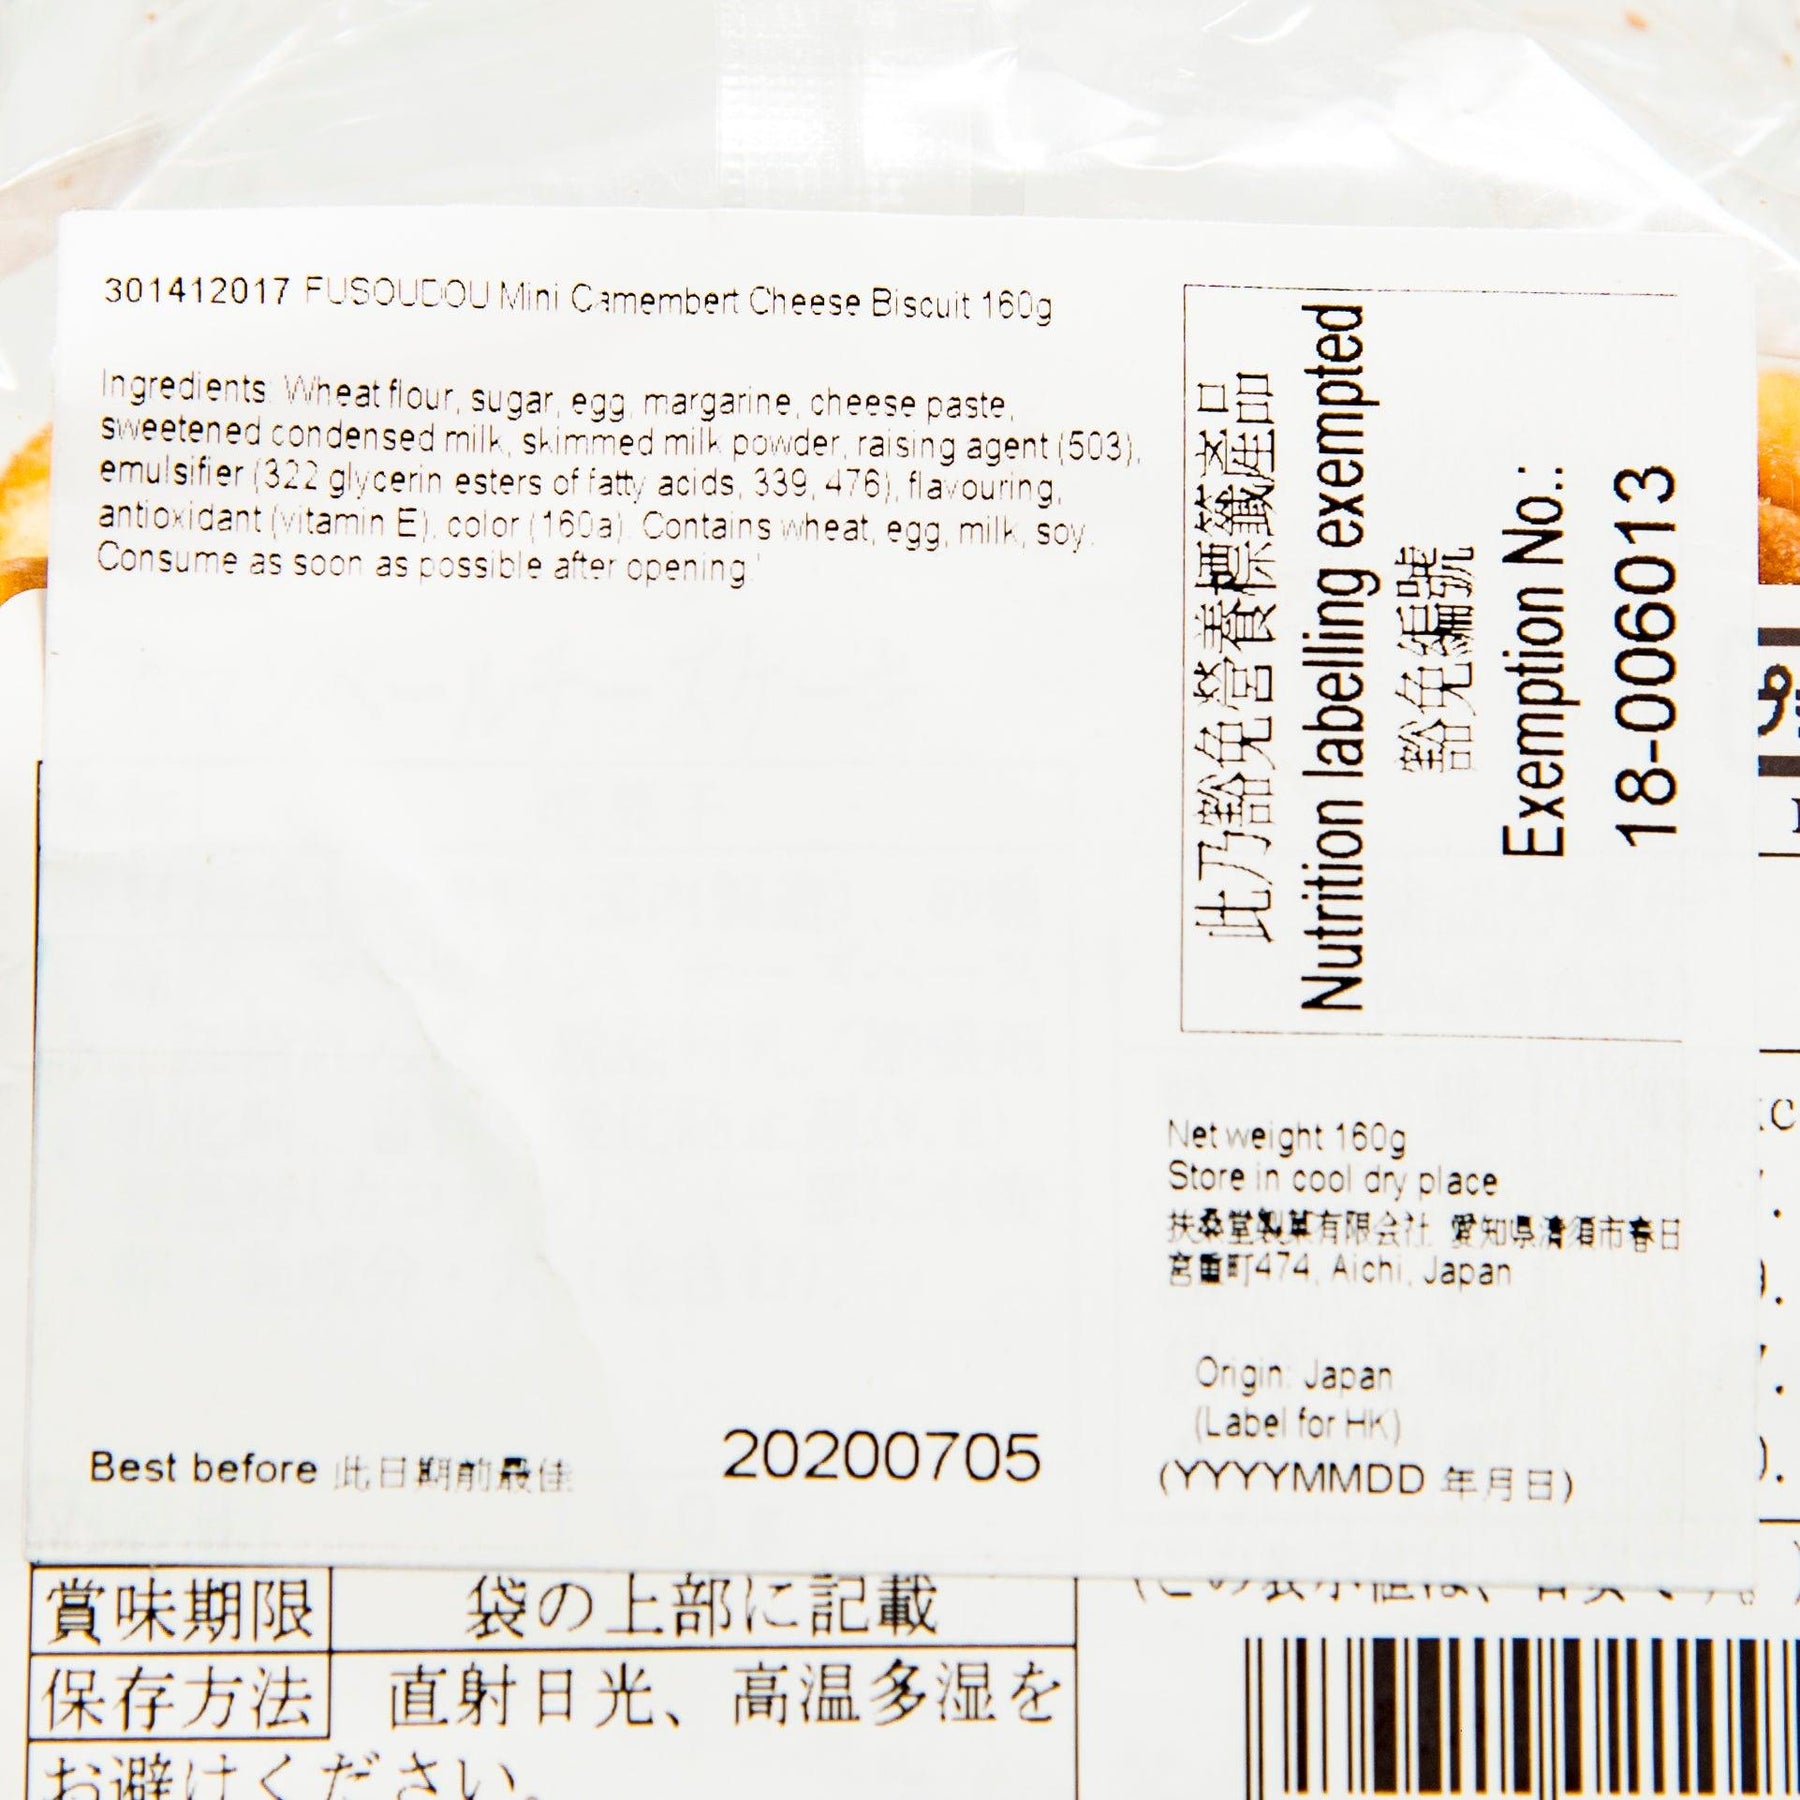 301412017 FUSOUDOU Mini Camembert Cheese Biscuit 160g
Ingredients: Wheat flour, sugar, egg, margarine, cheese paste,
sweetened condensed milk, skimmed milk powder, raising agent (503),
emulsifier (322 glycerin esters of fatty acids, 339, 476), flavouring,
antioxidant (vitamin E), color (160a). Contains wheat, egg, milk, soy.
Consume as soon as possible after opening.'
此乃豁免營養標籤產品
Nutrition labelling exempted
豁免編號
Exemption No.:
18-006013
Net weight 160g
Store in cool dry place
扶桑堂製菓有限会社 愛知県清須市春日
宮重町474, Aichi, Japan
Origin: Japan
(Label for HK)
Best before 此日期前最佳 20200705 (YYYYMMDD 年月日)
賞味期限 袋の上部に記載
保存方法 直射日光、高温多湿を
お避けください。